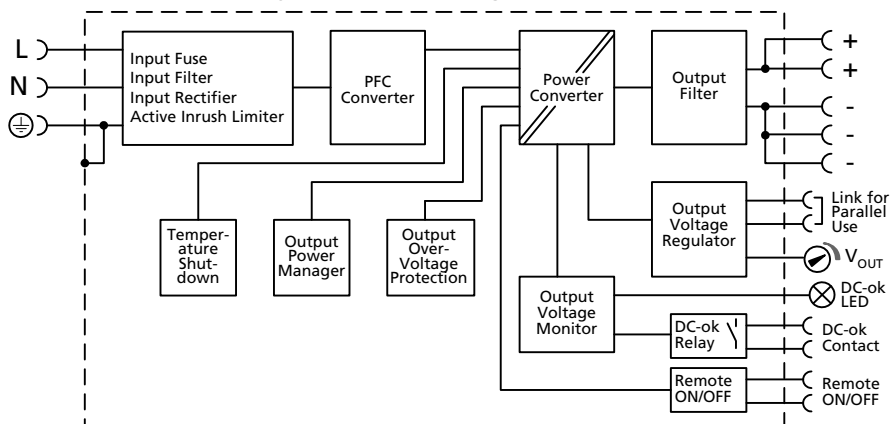 L
N
Input Fuse
Input Filter
Input Rectifier
Active Inrush Limiter
PFC
Converter
Power
Converter
Output
Filter
+
+
-
-
-
Temper-
ature
Shut-
down
Output
Power
Manager
Output
Over-
Voltage
Protection
Output
Voltage
Regulator
Link for
Parallel
Use
VOUT
Output
Voltage
Monitor
DC-ok
LED
DC-ok
Relay
DC-ok
Contact
Remote
ON/OFF
Remote
ON/OFF